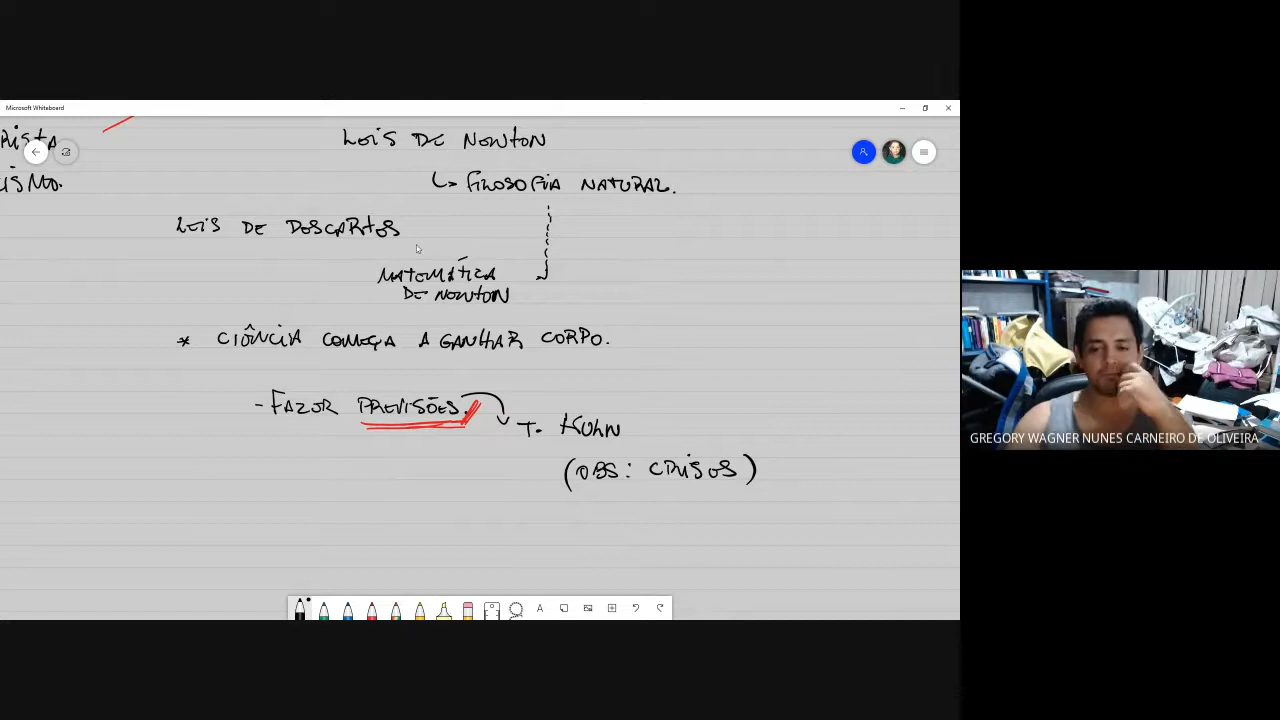 Microsoft Whiteboard
LEIS DE NEWTON
ISMO.
↳ FILOSOFIA NATURAL.
LEIS DE DESCARTES
MATEMÁTICA
DE NEWTON
* CIÊNCIA COMEÇA A GANHAR CORPO.
- FAZER PREVISÕES.
T. KUHN
(OBS: CRISES)
GREGORY WAGNER NUNES CARNEIRO DE OLIVEIRA